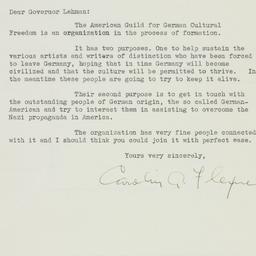 Dear Governor Lehman:
The American Guild for German Cultural
Freedom is an organization in the process of formation.
It has two purposes. One to help sustain the
various artists and writers of distinction who have been forced
to leave Germany, hoping that in time Germany will become
civilized and that the culture will be permitted to thrive. In
the meantime these people are going to try to keep it alive.
Their second purpose is to get in touch with
the outstanding people of German origin, the so called German-
American and try to interest them in assisting to overcome the
Nazi propaganda in America.
The organization has very fine people connected
with it and I should think you could join it with perfect ease.
Yours very sincerely,
Carolin